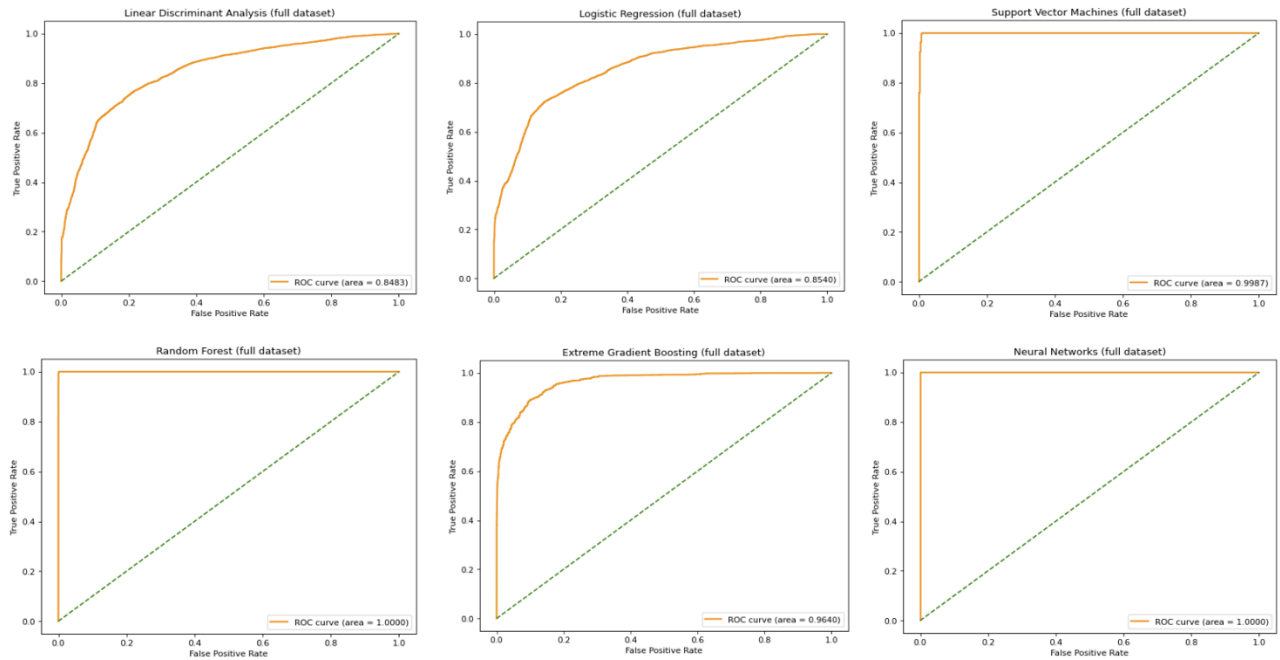 Linear Discriminant Analysis (full dataset)
1.0
0.8
0.6
0.4
0.2
0.0
True Positive Rate
0.0 0.2 0.4 0.6 0.8 1.0
False Positive Rate
ROC curve (area = 0.8483)
Logistic Regression (full dataset)
1.0
0.8
0.6
0.4
0.2
0.0
True Positive Rate
0.0 0.2 0.4 0.6 0.8 1.0
False Positive Rate
ROC curve (area = 0.8540)
Support Vector Machines (full dataset)
1.0
0.8
0.6
0.4
0.2
0.0
True Positive Rate
0.0 0.2 0.4 0.6 0.8 1.0
False Positive Rate
ROC curve (area = 0.9987)
Random Forest (full dataset)
1.0
0.8
0.6
0.4
0.2
0.0
True Positive Rate
0.0 0.2 0.4 0.6 0.8 1.0
False Positive Rate
ROC curve (area = 1.0000)
Extreme Gradient Boosting (full dataset)
1.0
0.8
0.6
0.4
0.2
0.0
True Positive Rate
0.0 0.2 0.4 0.6 0.8 1.0
False Positive Rate
ROC curve (area = 0.9640)
Neural Networks (full dataset)
1.0
0.8
0.6
0.4
0.2
0.0
True Positive Rate
0.0 0.2 0.4 0.6 0.8 1.0
False Positive Rate
ROC curve (area = 1.0000)